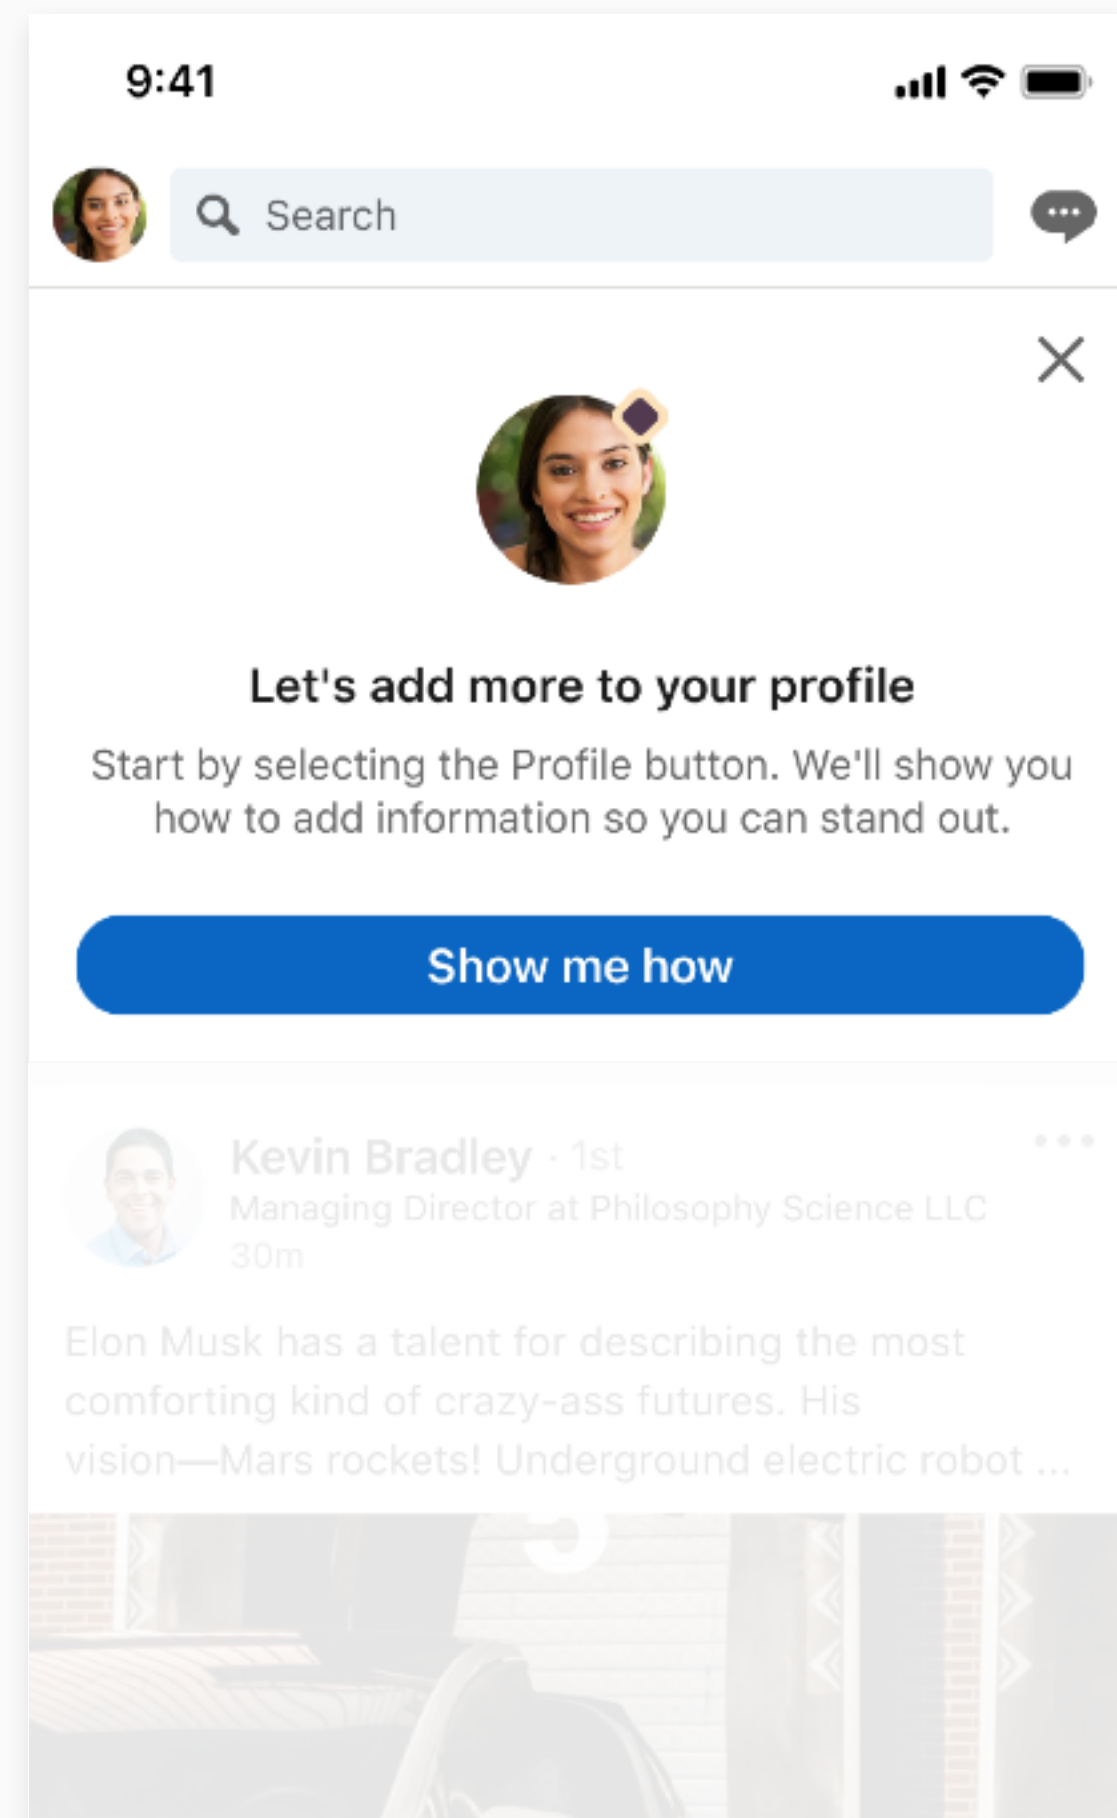 9:41
Search
Let's add more to your profile
Start by selecting the Profile button. We'll show you
how to add information so you can stand out.
Show me how
Kevin Bradley · 1st
Managing Director at Philosophy Science LLC
30m
Elon Musk has a talent for describing the most
comforting kind of crazy-ass futures. His
vision—Mars rockets! Underground electric robot ...
5